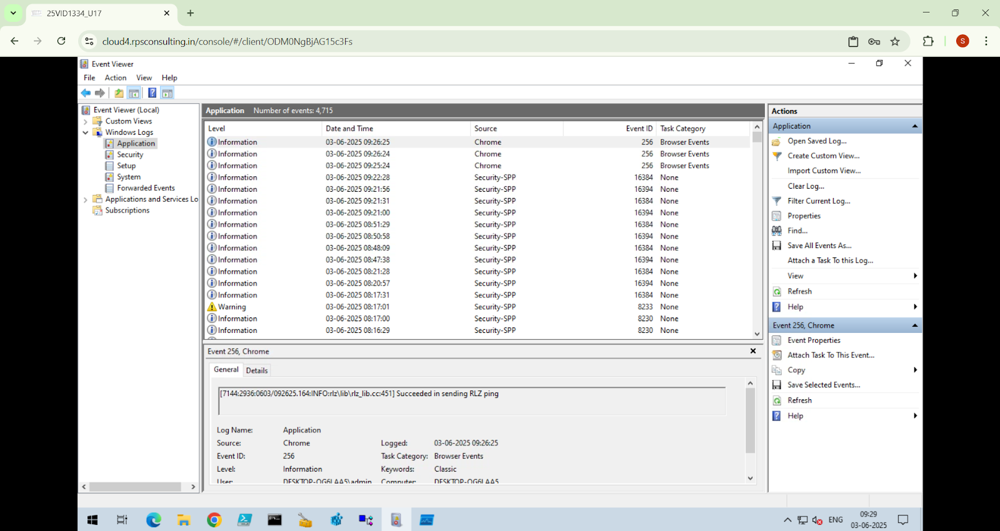 25VID1334_U17
cloud4.rpsconsulting.in/console/#/client/ODM0NgBjAG15c3Fs
S
Event Viewer
File Action View Help
Event Viewer (Local)
Custom Views
Windows Logs
Application
Security
Setup
System
Forwarded Events
Applications and Services Lo
Subscriptions
Application Number of events: 4,715
Level Date and Time Source Event ID Task Category
Information 03-06-2025 09:26:25 Chrome 256 Browser Events
Information 03-06-2025 09:26:24 Chrome 256 Browser Events
Information 03-06-2025 09:25:24 Chrome 256 Browser Events
Information 03-06-2025 09:22:28 Security-SPP 16384 None
Information 03-06-2025 09:21:56 Security-SPP 16394 None
Information 03-06-2025 09:21:31 Security-SPP 16384 None
Information 03-06-2025 09:21:00 Security-SPP 16394 None
Information 03-06-2025 08:51:29 Security-SPP 16384 None
Information 03-06-2025 08:50:58 Security-SPP 16394 None
Information 03-06-2025 08:48:09 Security-SPP 16384 None
Information 03-06-2025 08:47:38 Security-SPP 16394 None
Information 03-06-2025 08:21:28 Security-SPP 16384 None
Information 03-06-2025 08:20:57 Security-SPP 16394 None
Information 03-06-2025 08:17:31 Security-SPP 16384 None
Warning 03-06-2025 08:17:01 Security-SPP 8233 None
Information 03-06-2025 08:17:00 Security-SPP 8230 None
Information 03-06-2025 08:16:29 Security-SPP 8230 None
Event 256, Chrome
General Details
[7144:2936:0603/092625.164:INFO:rlz\lib\rlz_lib.cc:451] Succeeded in sending RLZ ping
Log Name: Application
Source: Chrome Logged: 03-06-2025 09:26:25
Event ID: 256 Task Category: Browser Events
Level: Information Keywords: Classic
User: DESKTOP-OG6LAA5\admin Computer: DESKTOP-OG6LAA5
Actions
Application
Open Saved Log...
Create Custom View...
Import Custom View...
Clear Log...
Filter Current Log...
Properties
Find...
Save All Events As...
Attach a Task To this Log...
View
Refresh
Help
Event 256, Chrome
Event Properties
Attach Task To This Event...
Copy
Save Selected Events...
Refresh
Help
ENG
09:29
03-06-2025